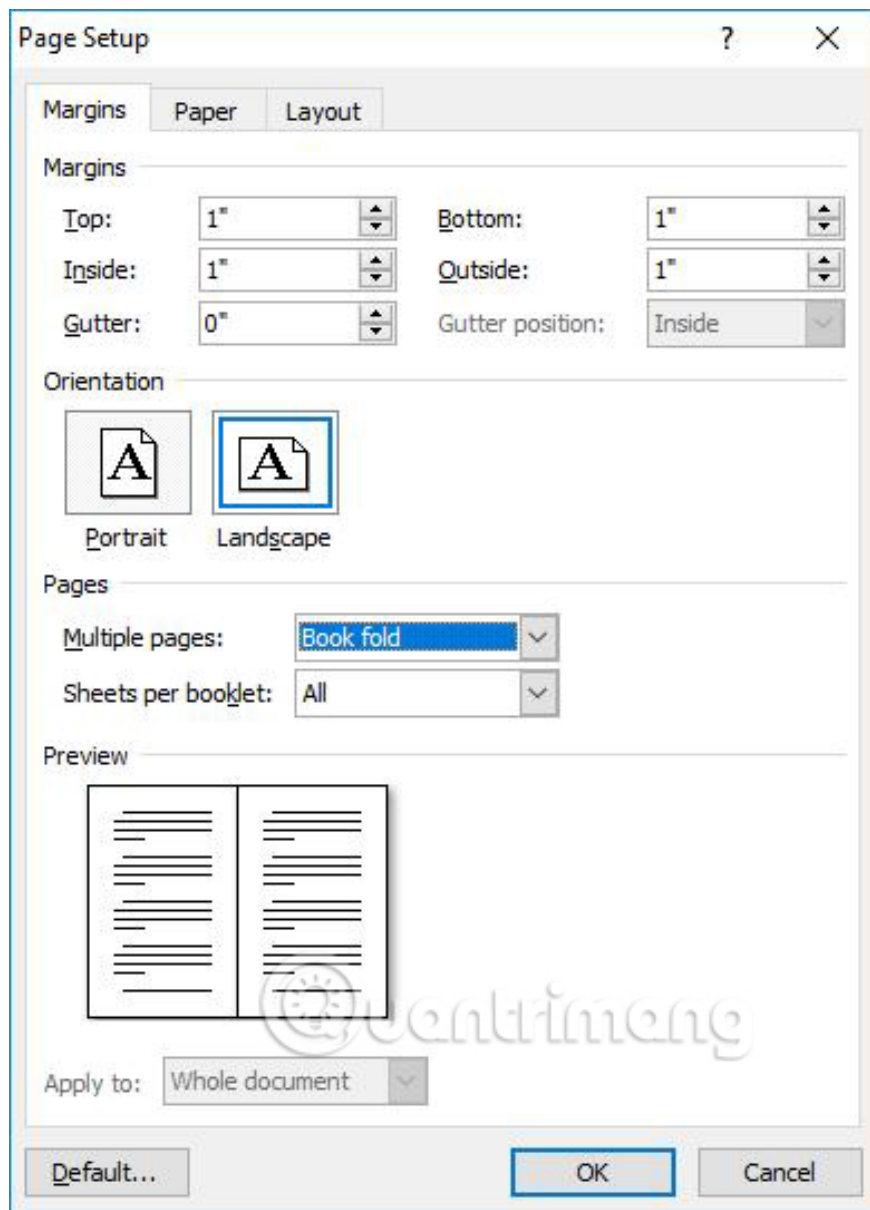 Page Setup ?
Margins Paper Layout
Margins
Top: 1" Bottom: 1"
Inside: 1" Outside: 1"
Gutter: 0" Gutter position: Inside
Orientation
A A
Portrait Landscape
Pages
Multiple pages: Book fold
Sheets per booklet: All
Preview
Quantrimang
Apply to: Whole document
Default... OK Cancel